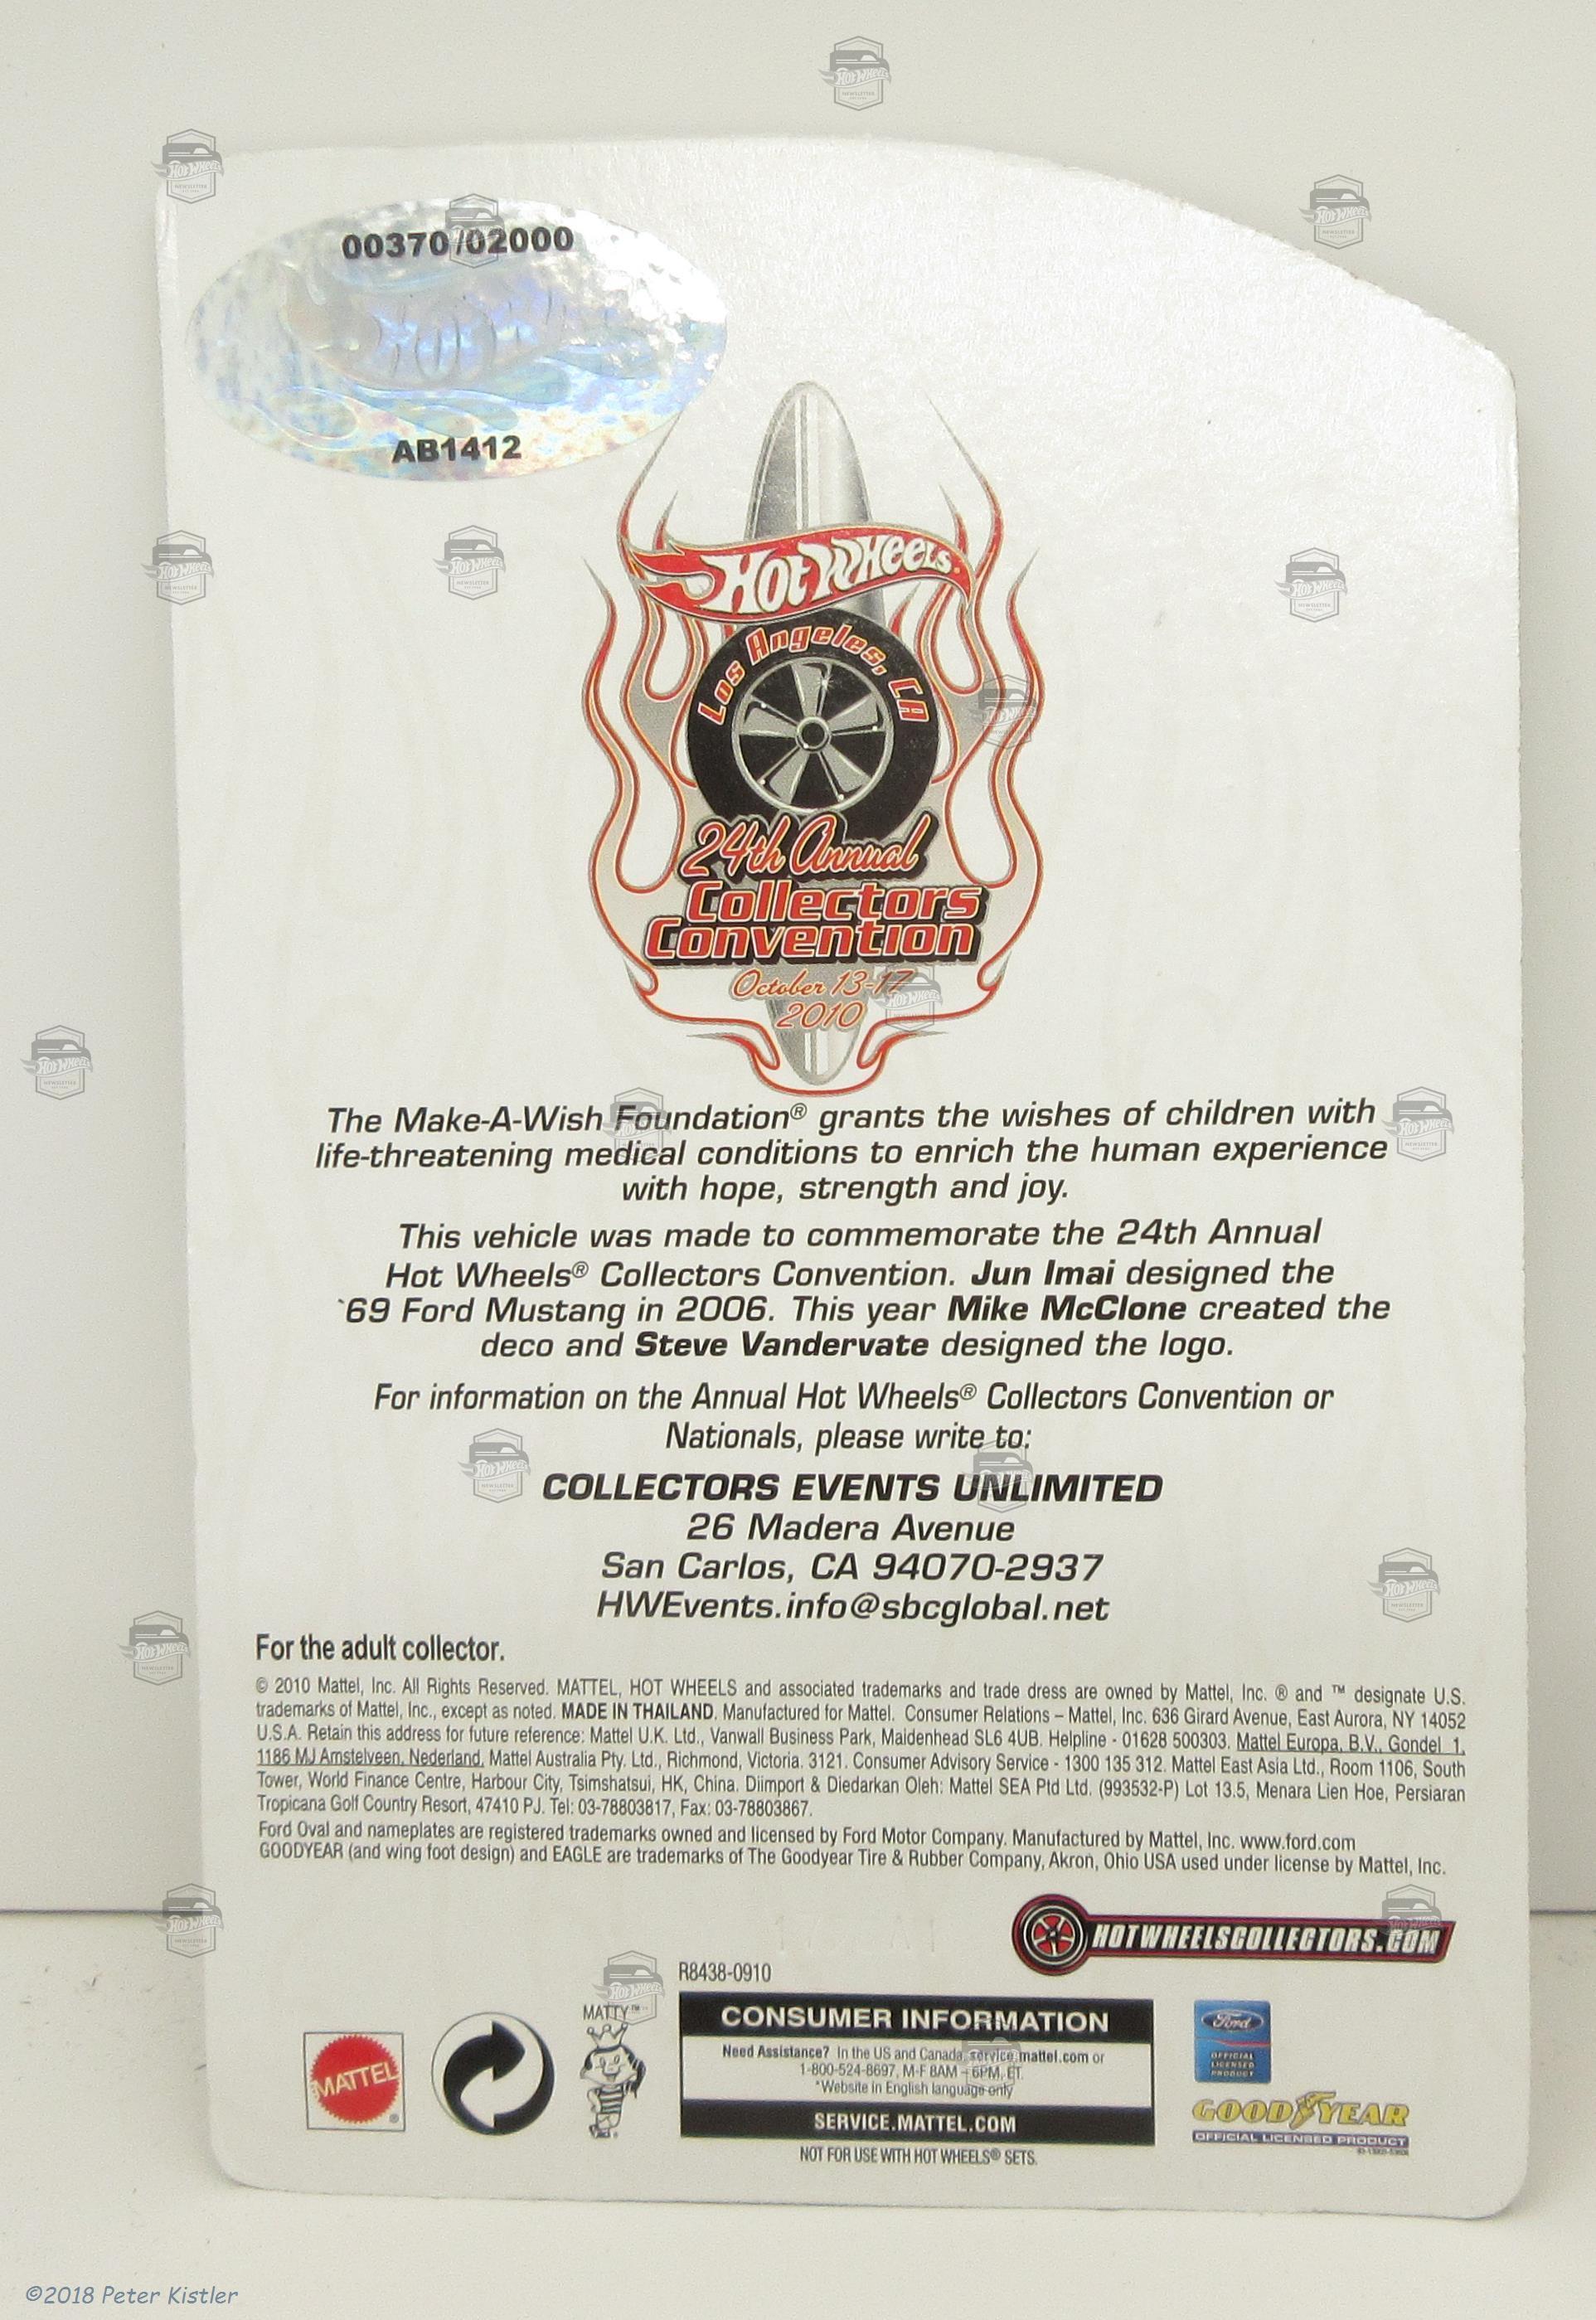 00370/02000
AB1412
Hot Wheels
Los Angeles, CA
24th Annual
Collectors
Convention
October 13-17
2010
The Make-A-Wish Foundation® grants the wishes of children with
life-threatening medical conditions to enrich the human experience
with hope, strength and joy.
This vehicle was made to commemorate the 24th Annual
Hot Wheels® Collectors Convention. Jun Imai designed the
`69 Ford Mustang in 2006. This year Mike McClone created the
deco and Steve Vandervate designed the logo.
For information on the Annual Hot Wheels® Collectors Convention or
Nationals, please write to:
COLLECTORS EVENTS UNLIMITED
26 Madera Avenue
San Carlos, CA 94070-2937
HWEvents.info@sbcglobal.net
For the adult collector.
© 2010 Mattel, Inc. All Rights Reserved. MATTEL, HOT WHEELS and associated trademarks and trade dress are owned by Mattel, Inc. ® and ™ designate U.S.
trademarks of Mattel, Inc., except as noted. MADE IN THAILAND. Manufactured for Mattel. Consumer Relations – Mattel, Inc. 636 Girard Avenue, East Aurora, NY 14052
U.S.A. Retain this address for future reference: Mattel U.K. Ltd., Vanwall Business Park, Maidenhead SL6 4UB. Helpline - 01628 500303. Mattel Europa, B.V., Gondel 1,
1186 MJ Amstelveen, Nederland. Mattel Australia Pty. Ltd., Richmond, Victoria. 3121. Consumer Advisory Service - 1300 135 312. Mattel East Asia Ltd., Room 1106, South
Tower, World Finance Centre, Harbour City, Tsimshatsui, HK, China. Diimport & Diedarkan Oleh: Mattel SEA Ptd Ltd. (993532-P) Lot 13.5, Menara Lien Hoe, Persiaran
Tropicana Golf Country Resort, 47410 PJ. Tel: 03-78803817, Fax: 03-78803867.
Ford Oval and nameplates are registered trademarks owned and licensed by Ford Motor Company. Manufactured by Mattel, Inc. www.ford.com
GOODYEAR (and wing foot design) and EAGLE are trademarks of The Goodyear Tire & Rubber Company, Akron, Ohio USA used under license by Mattel, Inc.
HOTWHEELSCOLLECTORS.COM
R8438-0910
MATTEL®
MATTY™
CONSUMER INFORMATION
Need Assistance? In the US and Canada, service.mattel.com or
1-800-524-8697, M-F 8AM – 6PM, ET.
*Website in English language only
SERVICE.MATTEL.COM
NOT FOR USE WITH HOT WHEELS® SETS.
Ford
OFFICIAL
LICENSED
PRODUCT
GOODYEAR
OFFICIAL LICENSED PRODUCT
©2018 Peter Kistler